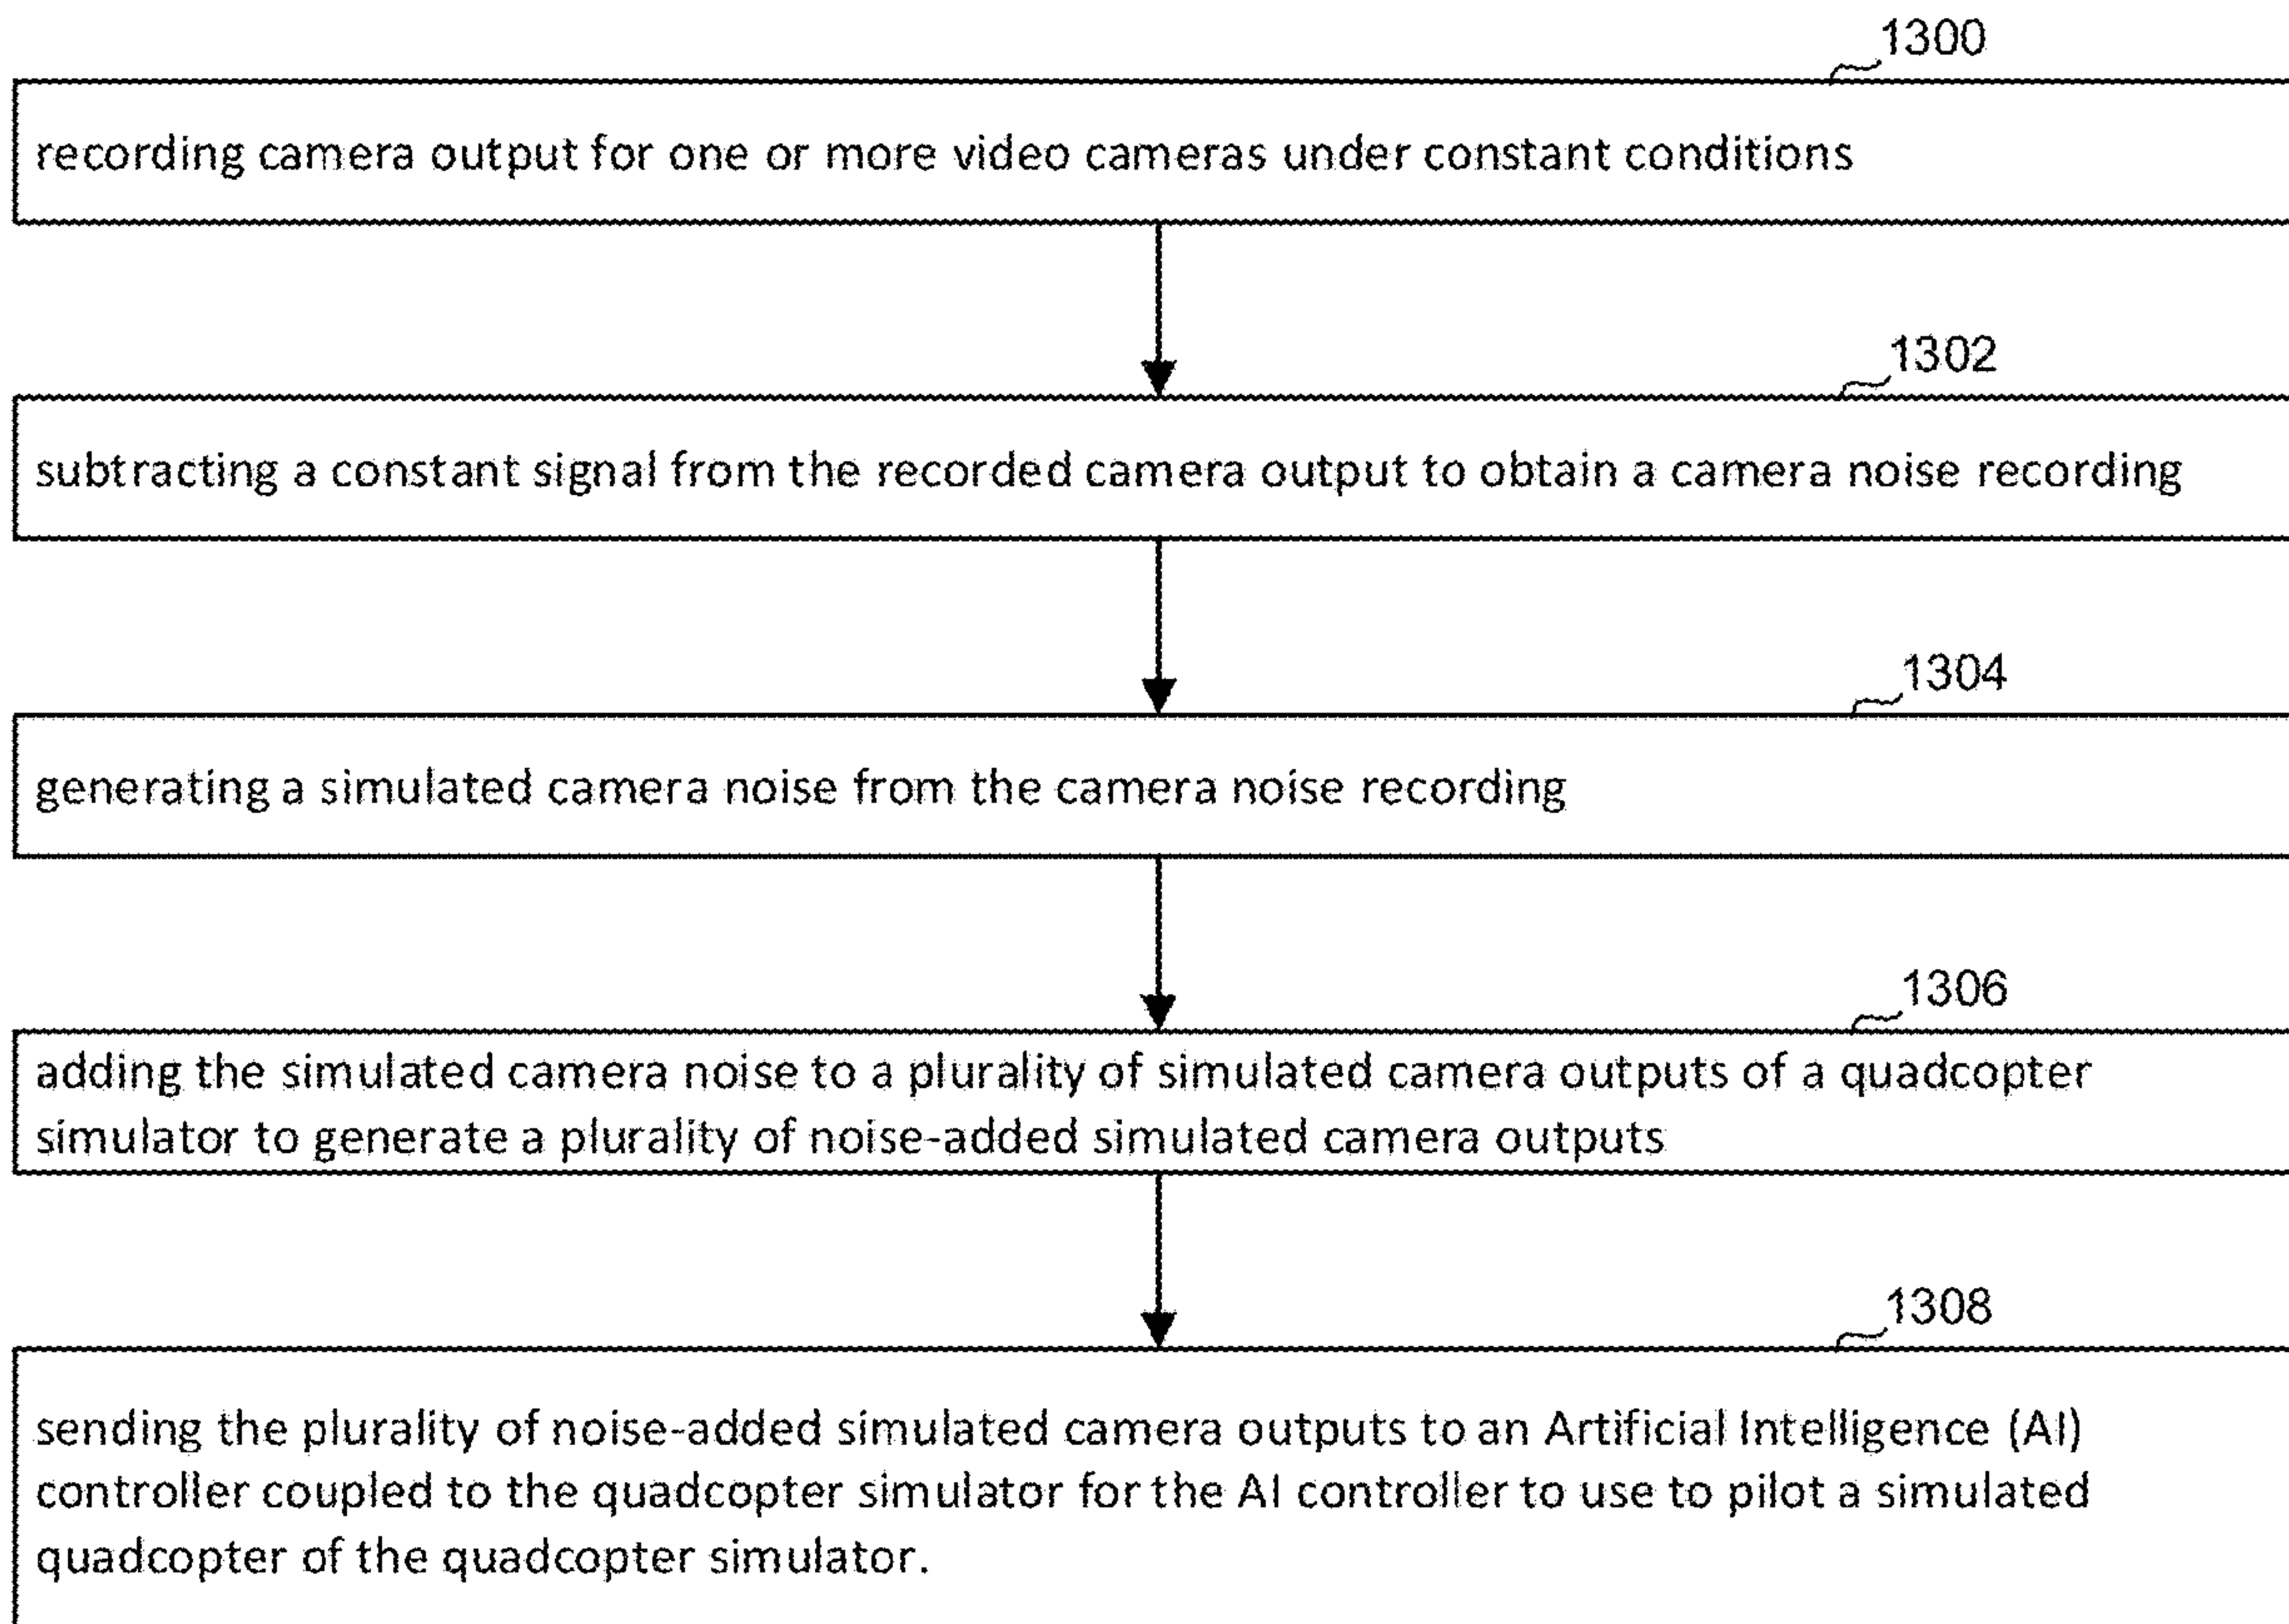 1300
recording camera output for one or more video cameras under constant conditions
1302
subtracting a constant signal from the recorded camera output to obtain a camera noise recording
1304
generating a simulated camera noise from the camera noise recording
1306
adding the simulated camera noise to a plurality of simulated camera outputs of a quadcopter
simulator to generate a plurality of noise-added simulated camera outputs
1308
sending the plurality of noise-added simulated camera outputs to an Artificial Intelligence (AI)
controller coupled to the quadcopter simulator for the AI controller to use to pilot a simulated
quadcopter of the quadcopter simulator.